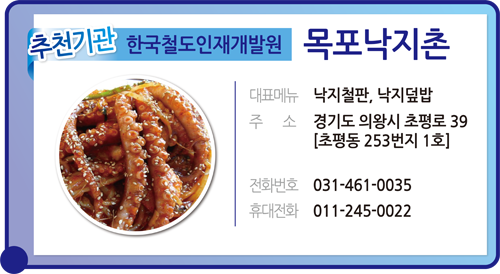 추천기관 한국철도인재개발원 목포낙지촌
대표메뉴 낙지철판, 낙지덮밥
주 소 경기도 의왕시 초평로 39
[초평동 253번지 1호]
전화번호 031-461-0035
휴대전화 011-245-0022